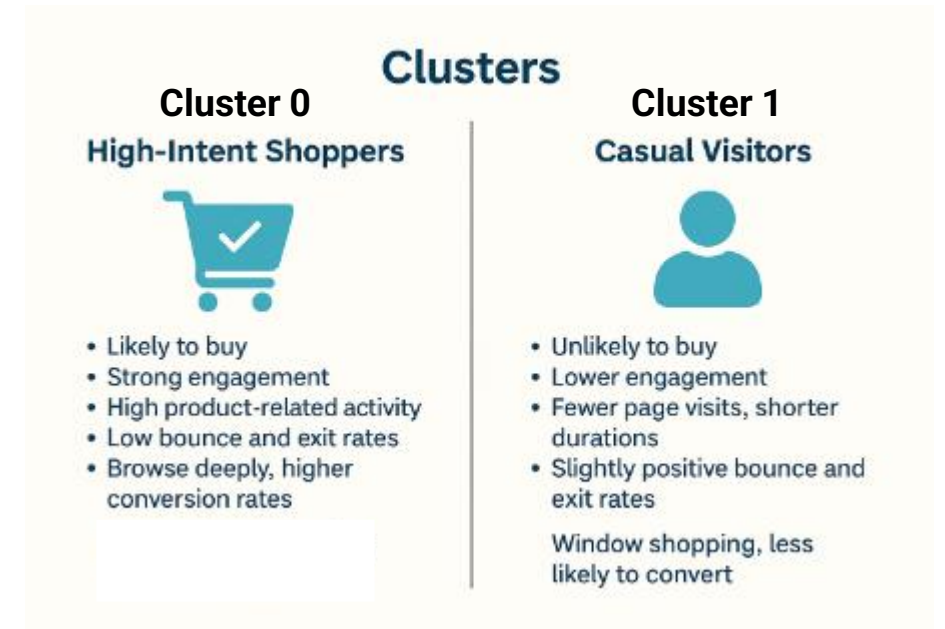 Clusters
Cluster 0
High-Intent Shoppers
• Likely to buy
• Strong engagement
• High product-related activity
• Low bounce and exit rates
• Browse deeply, higher
conversion rates
Cluster 1
Casual Visitors
• Unlikely to buy
• Lower engagement
• Fewer page visits, shorter
durations
• Slightly positive bounce and
exit rates
Window shopping, less
likely to convert